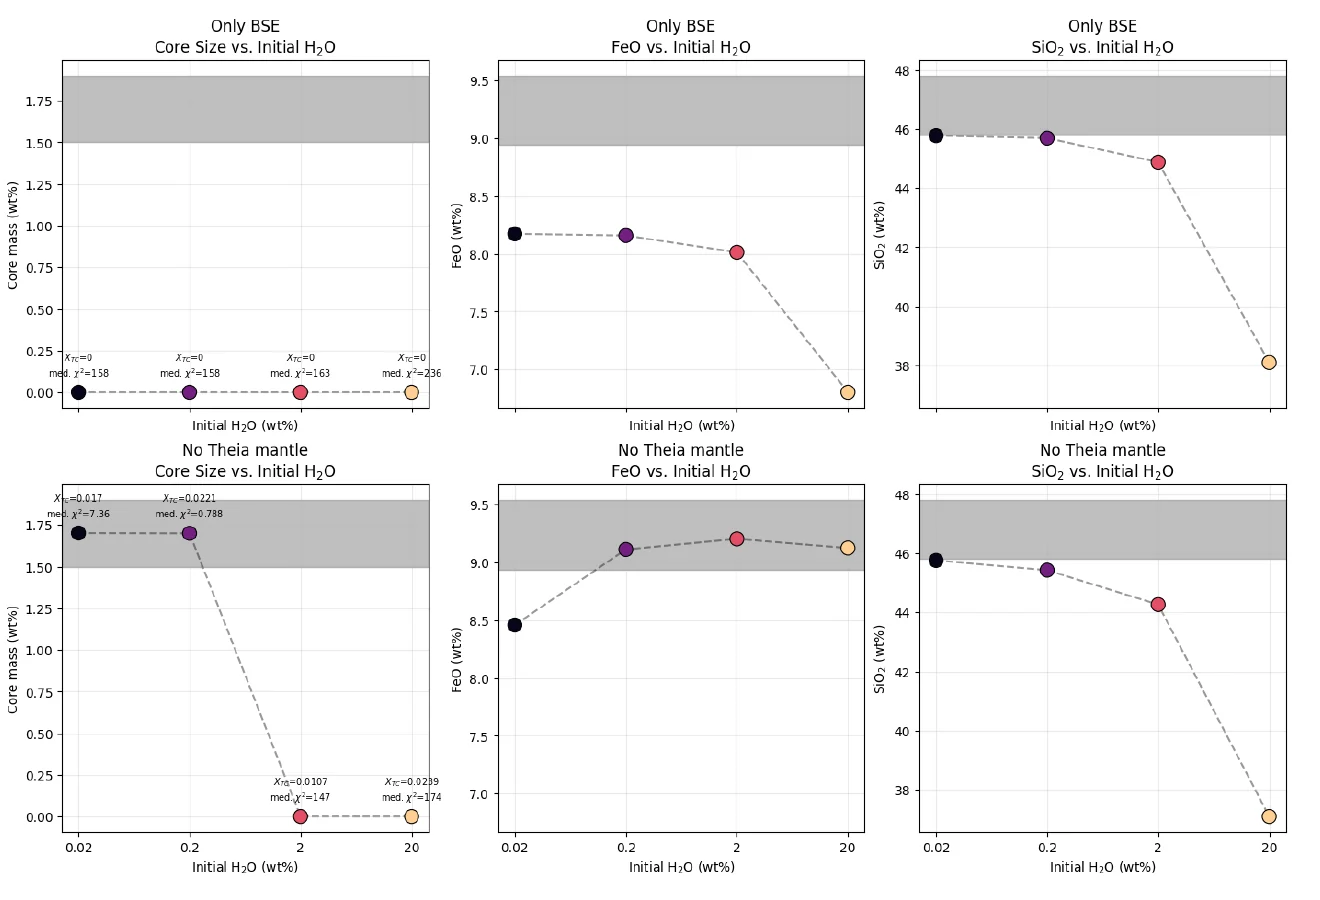 Only BSE
Core Size vs. Initial H₂O
Core mass (wt%)
1.75
1.50
1.25
1.00
0.75
0.50
0.25
0.00
X_TC=0
med. χ²=158
X_TC=0
med. χ²=158
X_TC=0
med. χ²=163
X_TC=0
med. χ²=236
Initial H₂O (wt%)
Only BSE
FeO vs. Initial H₂O
FeO (wt%)
9.5
9.0
8.5
8.0
7.5
7.0
Initial H₂O (wt%)
Only BSE
SiO₂ vs. Initial H₂O
SiO₂ (wt%)
48
46
44
42
40
38
Initial H₂O (wt%)
No Theia mantle
Core Size vs. Initial H₂O
Core mass (wt%)
1.75
1.50
1.25
1.00
0.75
0.50
0.25
0.00
X_TC=0.017
med. χ²=7.36
X_TC=0.0221
med. χ²=0.788
X_TC=0.0107
med. χ²=147
X_TC=0.0239
med. χ²=174
0.02 0.2 2 20
Initial H₂O (wt%)
No Theia mantle
FeO vs. Initial H₂O
FeO (wt%)
9.5
9.0
8.5
8.0
7.5
7.0
0.02 0.2 2 20
Initial H₂O (wt%)
No Theia mantle
SiO₂ vs. Initial H₂O
SiO₂ (wt%)
48
46
44
42
40
38
0.02 0.2 2 20
Initial H₂O (wt%)